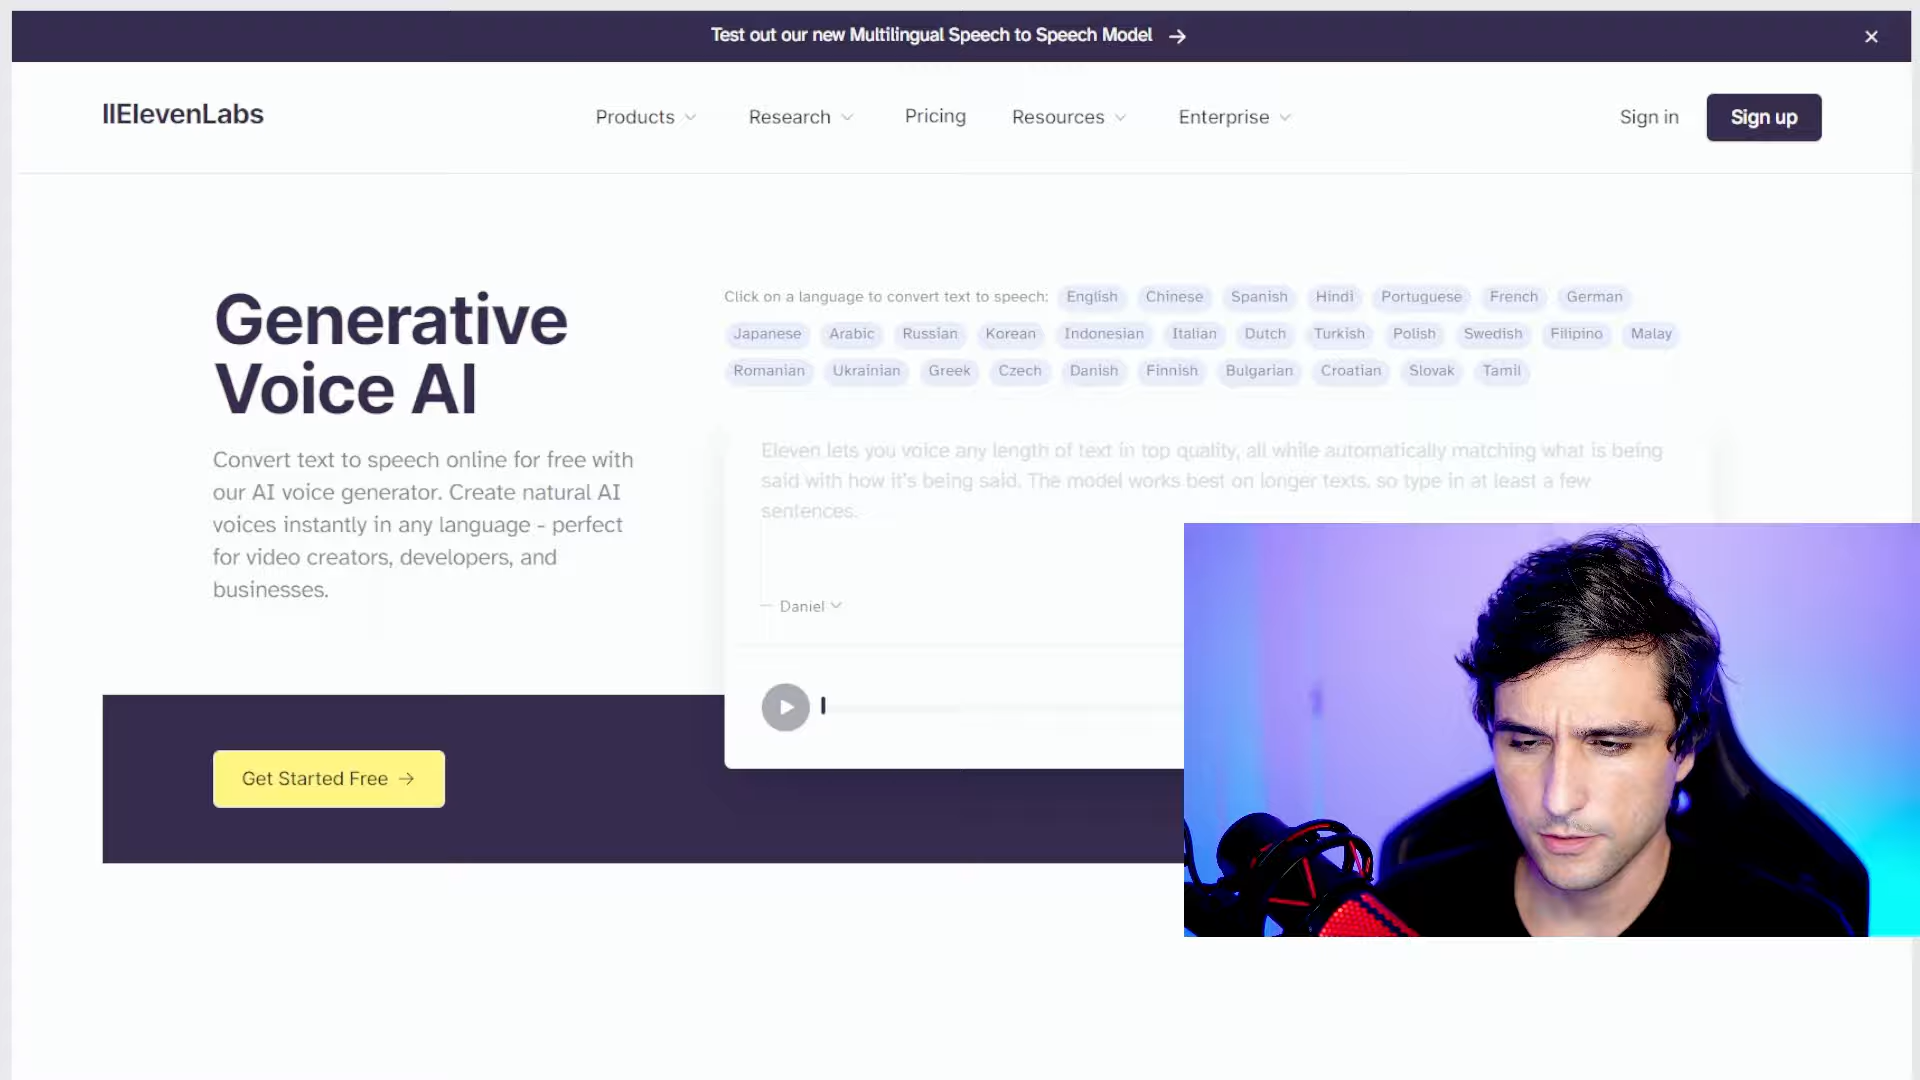 Test out our new Multilingual Speech to Speech Model →
IIElevenLabs
Products
Research
Pricing
Resources
Enterprise
Sign in
Sign up
Generative
Voice AI
Convert text to speech online for free with
our AI voice generator. Create natural AI
voices instantly in any language - perfect
for video creators, developers, and
businesses.
Get Started Free →
Click on a language to convert text to speech: English Chinese Spanish Hindi Portuguese French German
Japanese Arabic Russian Korean Indonesian Italian Dutch Turkish Polish Swedish Filipino Malay
Romanian Ukrainian Greek Czech Danish Finnish Bulgarian Croatian Slovak Tamil
Eleven lets you voice any length of text in top quality, all while automatically matching what is being
said with how it's being said. The model works best on longer texts, so type in at least a few
sentences.
Daniel